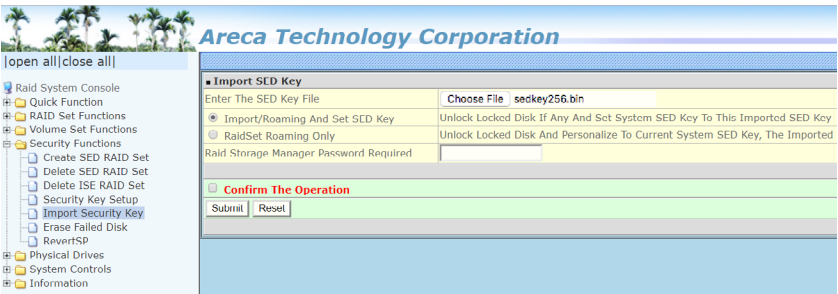 Areca Technology Corporation
|open all|close all|
Raid System Console
Quick Function
RAID Set Functions
Volume Set Functions
Security Functions
Create SED RAID Set
Delete SED RAID Set
Delete ISE RAID Set
Security Key Setup
Import Security Key
Erase Failed Disk
RevertSP
Physical Drives
System Controls
Information
Import SED Key
Enter The SED Key File Choose File sedkey256.bin
Import/Roaming And Set SED Key Unlock Locked Disk If Any And Set System SED Key To This Imported SED Key
RaidSet Roaming Only Unlock Locked Disk And Personalize To Current System SED Key, The Imported
Raid Storage Manager Password Required
Confirm The Operation
Submit Reset